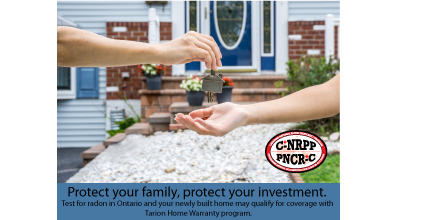 C-NRPP
PNCR-C
Protect your family, protect your investment.
Test for radon in Ontario and your newly built home may qualify for coverage with
Tarion Home Warranty program.